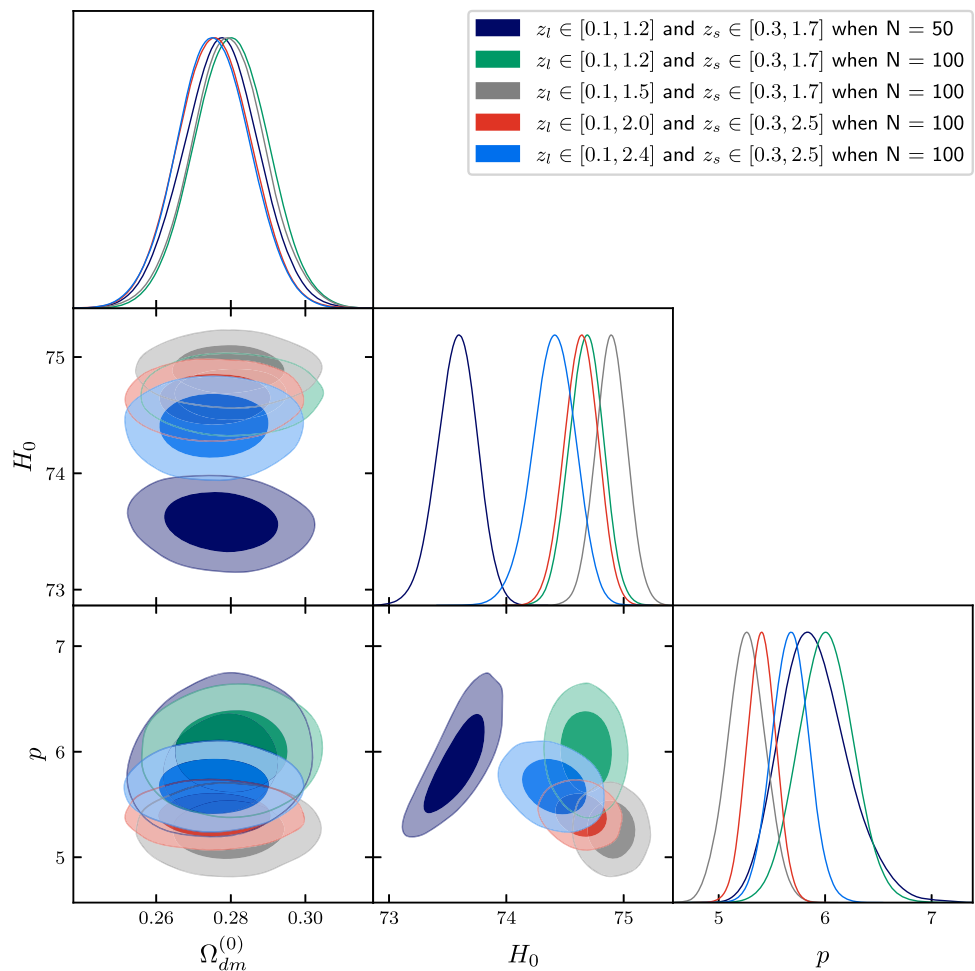 z_l ∈ [0.1, 1.2] and z_s ∈ [0.3, 1.7] when N = 50
z_l ∈ [0.1, 1.2] and z_s ∈ [0.3, 1.7] when N = 100
z_l ∈ [0.1, 1.5] and z_s ∈ [0.3, 1.7] when N = 100
z_l ∈ [0.1, 2.0] and z_s ∈ [0.3, 2.5] when N = 100
z_l ∈ [0.1, 2.4] and z_s ∈ [0.3, 2.5] when N = 100
75
74
73
H_0
7
6
5
p
0.26 0.28 0.30
73 74 75
5 6 7
Ω_{dm}^{(0)}
H_0
p